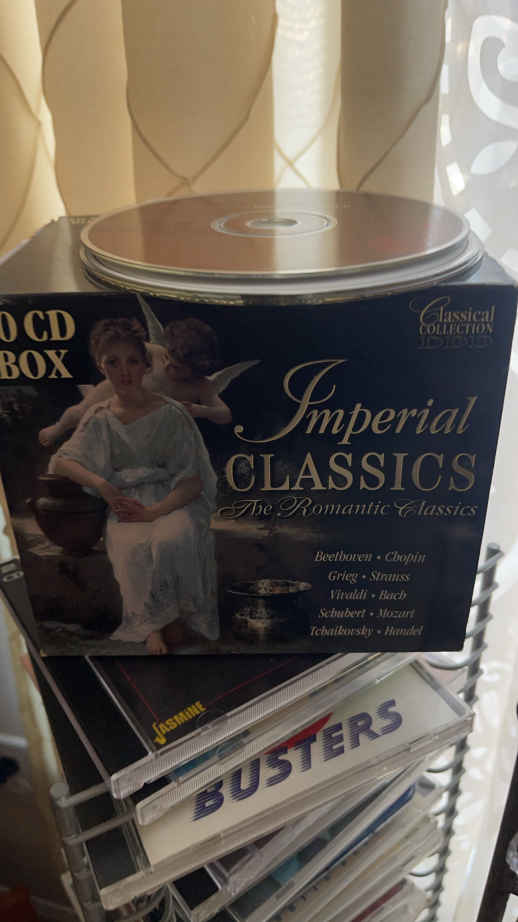 0 CD
BOX
Classical
COLLECTION
Imperial
CLASSICS
The Romantic Classics
Beethoven • Chopin
Grieg • Strauss
Vivaldi • Bach
Schubert • Mozart
Tchaikovsky • Handel
JASMINE
BUSTERS